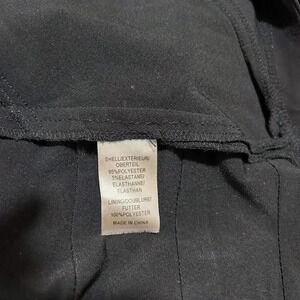 SHELL/EXTERIEUR/
OBERTEIL
95%POLYESTER
5%ELASTANE/
ELASTHANNE/
ELASTHAN
LINING/DOUBLURE/
FUTTER
100%POLYESTER
MADE IN CHINA